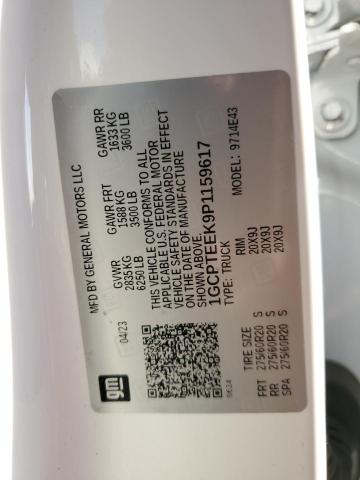 MFD BY GENERAL MOTORS LLC
04/23
GVWR GAWR FRT GAWR RR
2835 KG 1588 KG 1633 KG
6250 LB 3500 LB 3600 LB
THIS VEHICLE CONFORMS TO ALL
APPLICABLE U.S. FEDERAL MOTOR
VEHICLE SAFETY STANDARDS IN EFFECT
ON THE DATE OF MANUFACTURE
SHOWN ABOVE.
1GCPTEEK9P1159617
TYPE: TRUCK MODEL: 9714E43
gm
TIRE SIZE RIM
FRT 275/60R20 S 20X9J
RR 275/60R20 S 20X9J
SPA 275/60R20 S 20X9J